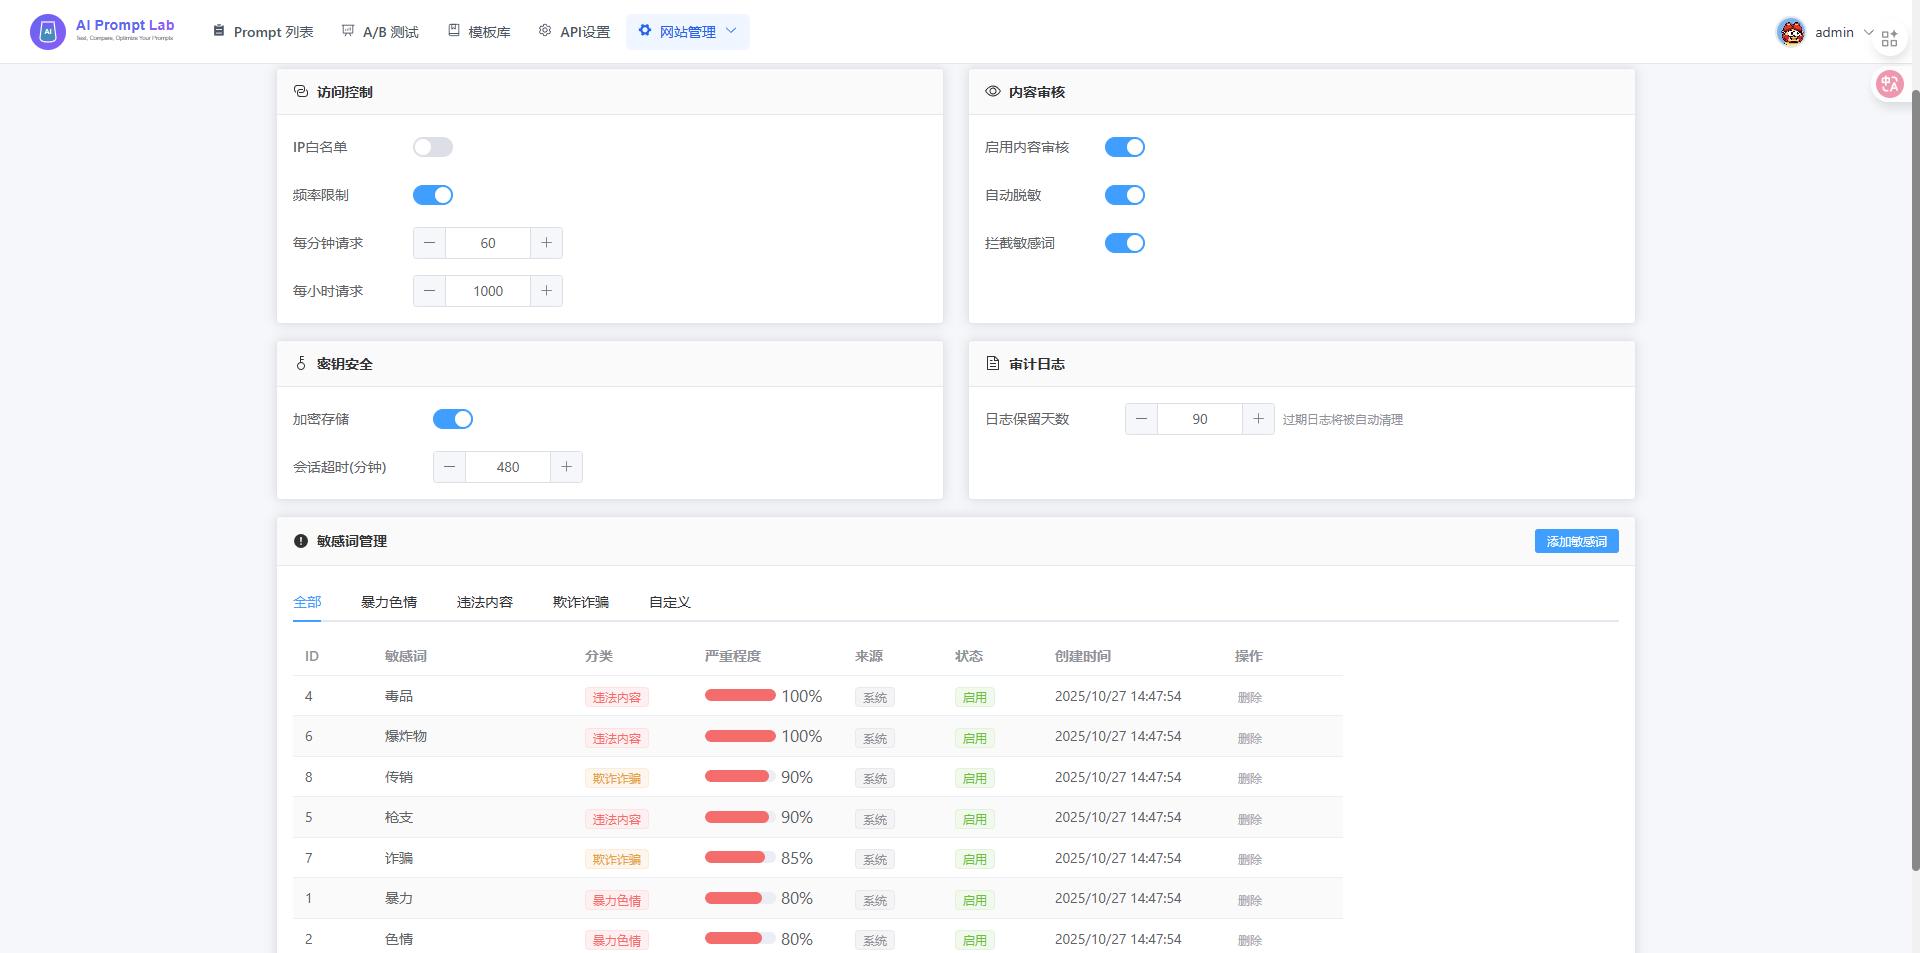 AI
AI Prompt Lab
Test, Compare, Optimize Your Prompts
Prompt 列表
A/B 测试
模板库
API设置
网站管理
admin
访问控制
IP白名单
频率限制
每分钟请求
60
每小时请求
1000
内容审核
启用内容审核
自动脱敏
拦截敏感词
密钥安全
加密存储
会话超时(分钟)
480
审计日志
日志保留天数
90
过期日志将被自动清理
敏感词管理
添加敏感词
全部 暴力色情 违法内容 欺诈诈骗 自定义
ID 敏感词 分类 严重程度 来源 状态 创建时间 操作
4 毒品 违法内容 100% 系统 启用 2025/10/27 14:47:54 删除
6 爆炸物 违法内容 100% 系统 启用 2025/10/27 14:47:54 删除
8 传销 欺诈诈骗 90% 系统 启用 2025/10/27 14:47:54 删除
5 枪支 违法内容 90% 系统 启用 2025/10/27 14:47:54 删除
7 诈骗 欺诈诈骗 85% 系统 启用 2025/10/27 14:47:54 删除
1 暴力 暴力色情 80% 系统 启用 2025/10/27 14:47:54 删除
2 色情 暴力色情 80% 系统 启用 2025/10/27 14:47:54 删除